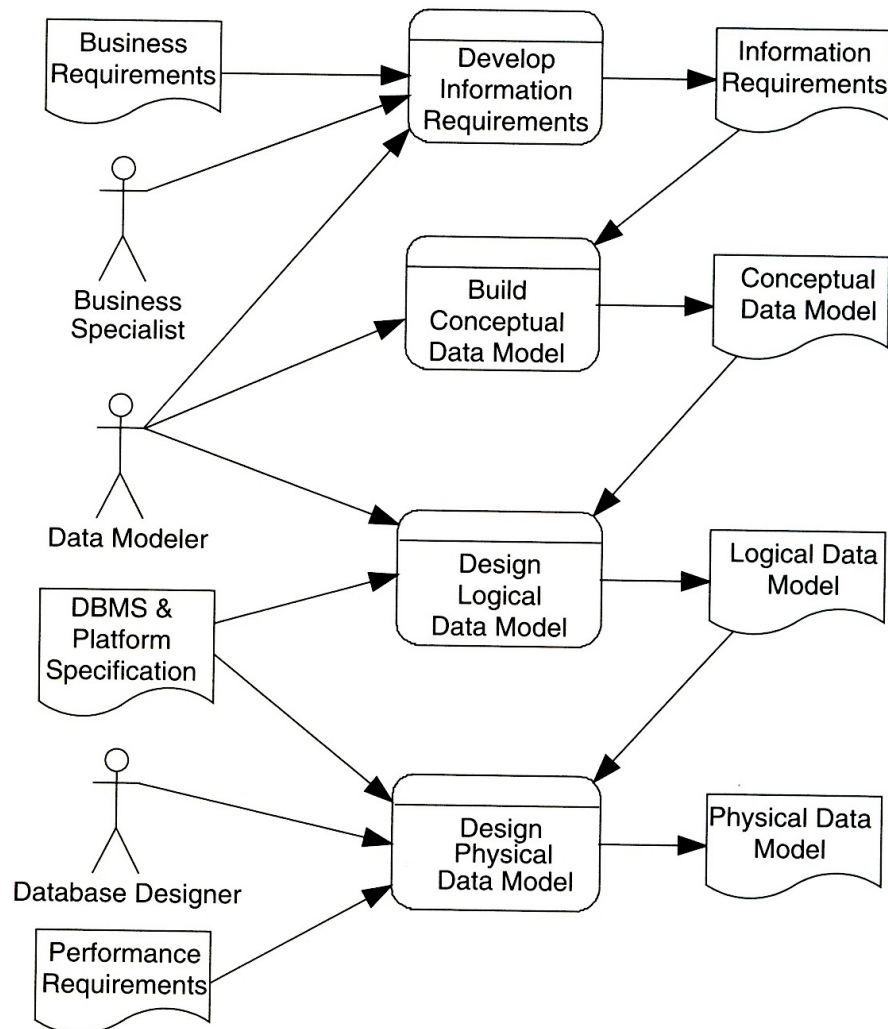 Business
Requirements
Develop
Information
Requirements
Information
Requirements
Business
Specialist
Build
Conceptual
Data Model
Conceptual
Data Model
Data Modeler
Design
Logical
Data Model
Logical Data
Model
DBMS &
Platform
Specification
Database Designer
Design
Physical
Data Model
Physical Data
Model
Performance
Requirements